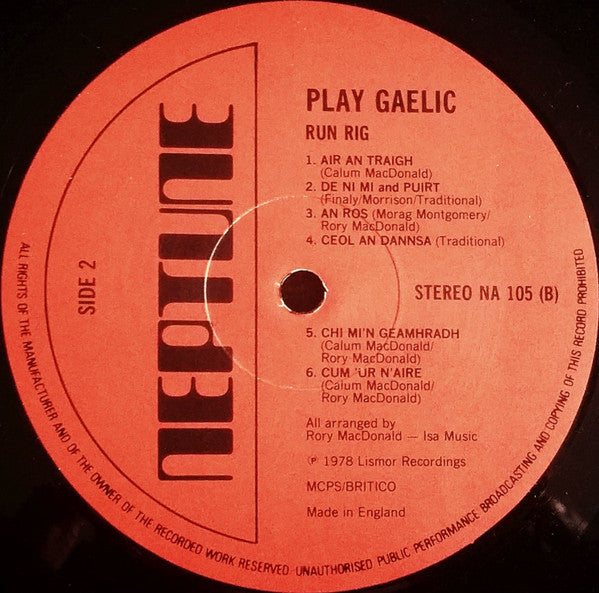 PLAY GAELIC
RUN RIG
1. AIR AN TRAIGH
(Calum MacDonald)
2. DE NI MI and PUIRT
(Finaly/Morrison/Traditional)
3. AN ROS (Morag Montgomery/
Rory MacDonald)
4. CEOL AN DANNSA (Traditional)
NEPTUNE
SIDE 2
STEREO NA 105 (B)
5. CHI MI'N GEAMHRADH
(Calum MacDonald/
Rory MacDonald)
6. CUM 'UR N'AIRE
(Calum MacDonald/
Rory MacDonald)
All arranged by
Rory MacDonald — Isa Music
℗ 1978 Lismor Recordings
MCPS/BRITICO
Made in England
ALL RIGHTS OF THE MANUFACTURER AND OF THE OWNER OF THE RECORDED WORK RESERVED. UNAUTHORISED PUBLIC PERFORMANCE BROADCASTING AND COPYING OF THIS RECORD PROHIBITED